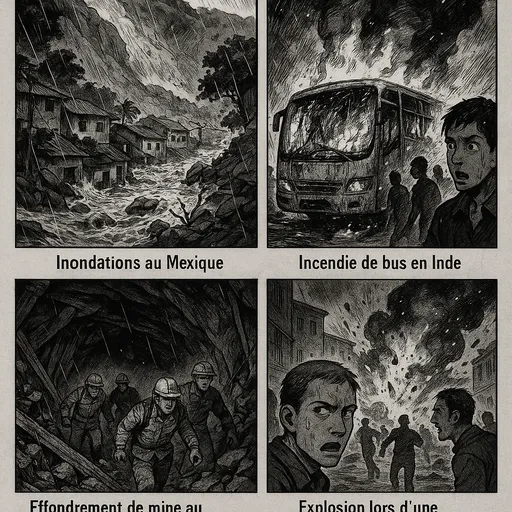 Inondations au Mexique
Incendie de bus en Inde
Effondrement de mine au
Explosion lors d'une